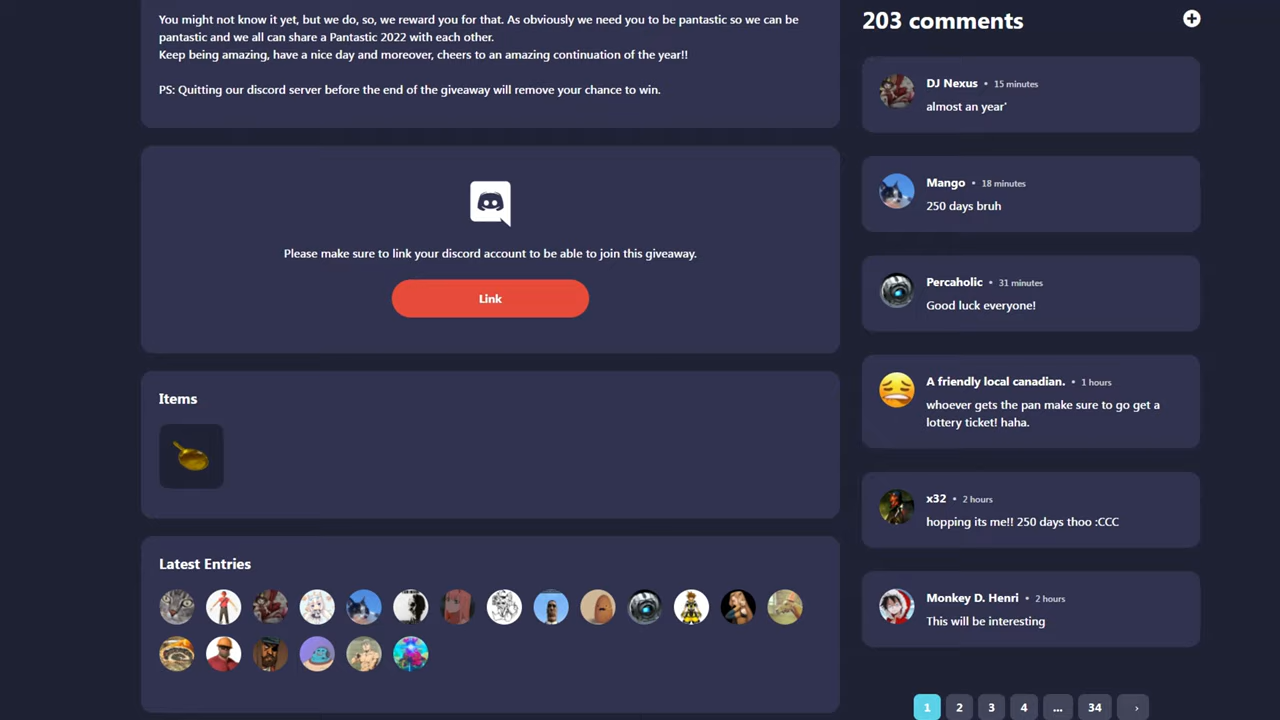 You might not know it yet, but we do, so, we reward you for that. As obviously we need you to be pantastic so we can be
pantastic and we all can share a Pantastic 2022 with each other.
Keep being amazing, have a nice day and moreover, cheers to an amazing continuation of the year!!
PS: Quitting our discord server before the end of the giveaway will remove your chance to win.
Please make sure to link your discord account to be able to join this giveaway.
Link
Items
Latest Entries
203 comments
DJ Nexus • 15 minutes
almost an year'
Mango • 18 minutes
250 days bruh
Percaholic • 31 minutes
Good luck everyone!
A friendly local canadian. • 1 hours
whoever gets the pan make sure to go get a
lottery ticket! haha.
x32 • 2 hours
hopping its me!! 250 days thoo :CCC
Monkey D. Henri • 2 hours
This will be interesting
1 2 3 4 ... 34 ›